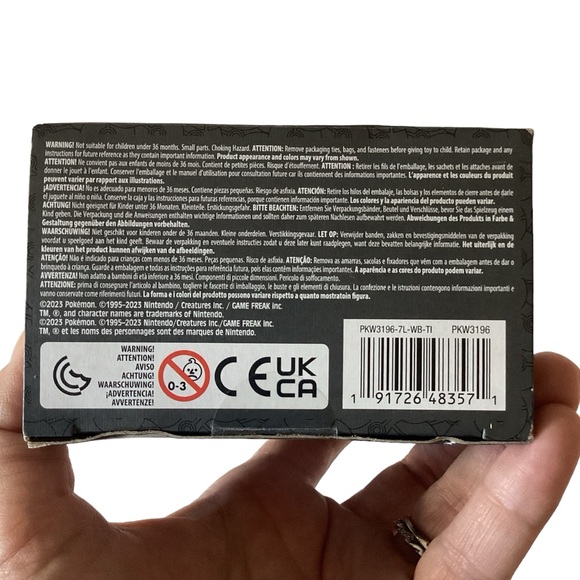 WARNING! Not suitable for children under 36 months. Small parts. Choking Hazard. ATTENTION: Remove packaging ties, bags, and fasteners before giving toy to child. Retain package and any
instructions for future reference as they contain important information. Product appearance and colors may vary from shown.
ATTENTION! Ne convient pas aux enfants de moins de 36 mois. Contient de petites pièces. Risque d'étouffement. ATTENTION : Retirer les fils de l'emballage, les sachets et les attaches avant de
donner le jouet à l'enfant. Conserver l'emballage et le manuel d'utilisation pour consultation future car ils contiennent des informations importantes. L'apparence et les couleurs du produit
peuvent varier par rapport aux illustrations.
¡ADVERTENCIA! No es adecuado para menores de 36 meses. Contiene piezas pequeñas. Riesgo de asfixia. ATENCIÓN: Retire los hilos del embalaje, las bolsas y los elementos de cierre antes de darle
el juguete al niño o niña. Conserve la caja y las instrucciones para futuras referencias, porque contienen información importante. Los colores y la apariencia del producto pueden variar.
ACHTUNG! Nicht geeignet für Kinder unter 36 Monaten. Kleinteile. Erstickungsgefahr. BITTE BEACHTEN: Entfernen Sie Verpackungsbänder, Beutel und Verschlüsse, bevor Sie das Spielzeug einem
Kind geben. Die Verpackung und die Anweisungen enthalten wichtige Informationen und sollten daher zum späteren Nachlesen aufbewahrt werden. Abweichungen des Produkts in Farbe &
Gestaltung gegenüber den Abbildungen vorbehalten.
WAARSCHUWING! Niet geschikt voor kinderen onder de 36 maanden. Kleine onderdelen. Verstikkingsgevaar. LET OP: Verwijder banden, zakken en bevestigingsmiddelen van de verpakking
voordat u speelgoed aan het kind geeft. Bewaar de verpakking en eventuele instructies zodat u deze later kunt raadplegen, want deze bevatten belangrijke informatie. Het uiterlijk en de
kleuren van het product kunnen afwijken van de afbeeldingen.
ATENÇÃO! Não é indicado para crianças com menos de 36 meses. Peças pequenas. Risco de asfixia. ATENÇÃO: Remova as amarras, sacolas e fixadores que vêm com a embalagem antes de dar o
brinquedo à criança. Guarde a embalagem e todas as instruções para referência futura, pois elas contêm informações importantes. A aparência e as cores do produto podem variar.
AVVERTENZA! Non adatto a bambini di età inferiore a 36 mesi. Componenti di piccole dimensioni. Pericolo di soffocamento.
ATTENZIONE: prima di consegnare l'articolo al bambino, togliere le fascette di imballaggio, le buste e gli elementi di chiusura. La confezione e le istruzioni contengono informazioni importanti e
vanno conservate come riferimenti futuri. La forma e i colori del prodotto possono variare rispetto a quanto mostrato in figura.
©2023 Pokémon. ©1995–2023 Nintendo / Creatures Inc. / GAME FREAK Inc
TM, ®, and character names are trademarks of Nintendo.
©2023 Pokémon. ©1995–2023 Nintendo/Creatures Inc. / GAME FREAK inc.
TM, ® et les noms des personnages sont des marques de Nintendo.
WARNING!
ATTENTION!
AVISO
ACHTUNG!
WAARSCHUWING!
¡ADVERTENCIA!
AVVERTENZE!
0-3
CE
UK
CA
PKW3196-7L-WB-TI PKW3196
1 91726 48357 1